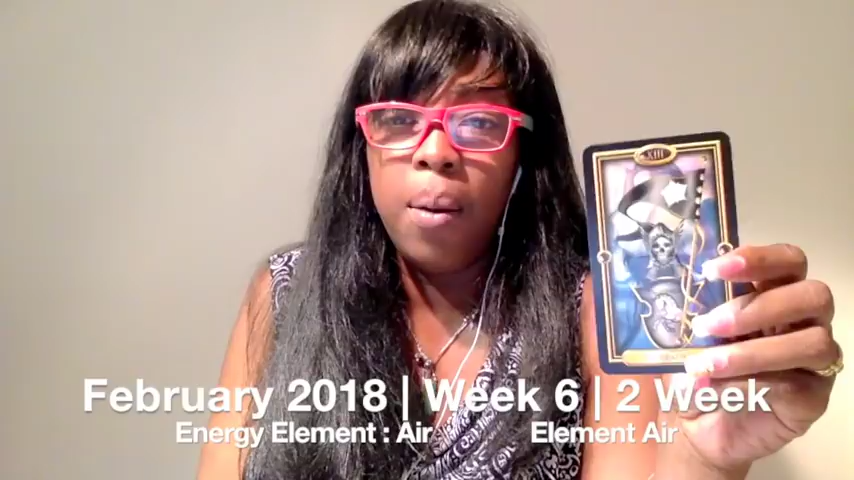 XIII
February 2018 | Week 6 | 2 Week
Energy Element : Air Element Air